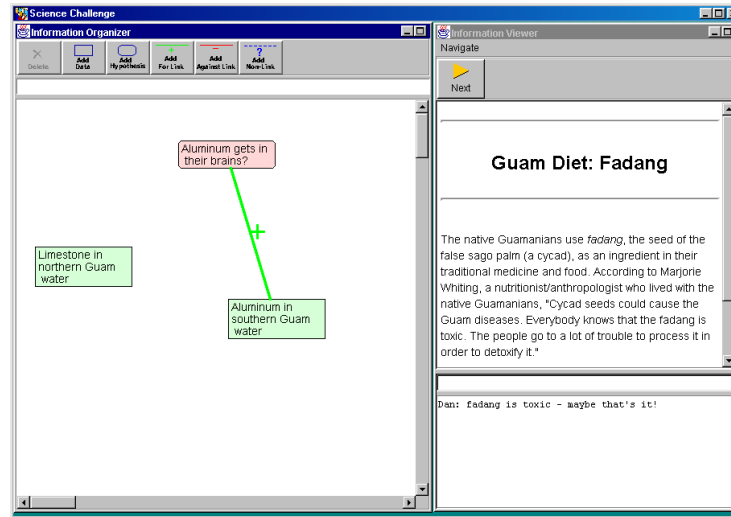 Science Challenge
Information Organizer
Delete
Add
Data
Add
Hypothesis
+
Add
For Link
−
Add
Against Link
?
Add
Non-Link
Aluminum gets in
their brains?
+
Limestone in
northern Guam
water
Aluminum in
southern Guam
water
Information Viewer
Navigate
Next
Guam Diet: Fadang
The native Guamanians use fadang, the seed of the
false sago palm (a cycad), as an ingredient in their
traditional medicine and food. According to Marjorie
Whiting, a nutritionist/anthropologist who lived with the
native Guamanians, "Cycad seeds could cause the
Guam diseases. Everybody knows that the fadang is
toxic. The people go to a lot of trouble to process it in
order to detoxify it."
Dan: fadang is toxic - maybe that's it!